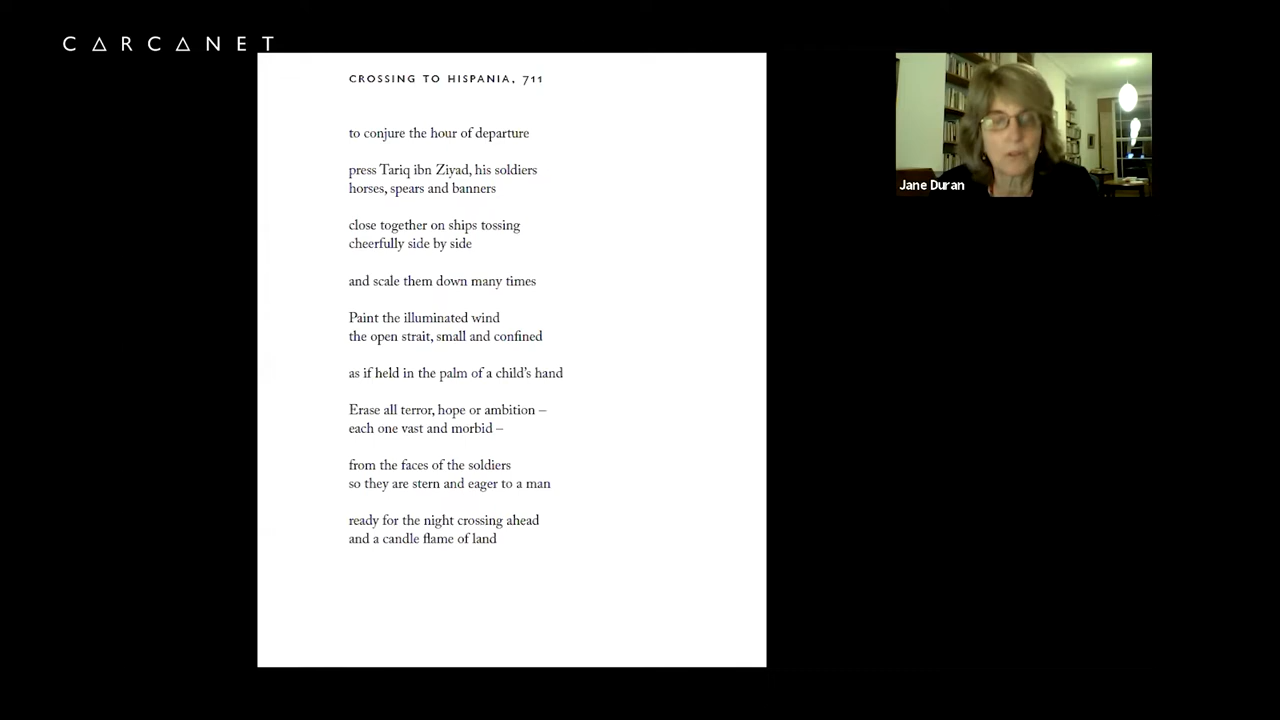 CARCANET
CROSSING TO HISPANIA, 711
to conjure the hour of departure
press Tariq ibn Ziyad, his soldiers
horses, spears and banners
close together on ships tossing
cheerfully side by side
and scale them down many times
Paint the illuminated wind
the open strait, small and confined
as if held in the palm of a child's hand
Erase all terror, hope or ambition –
each one vast and morbid –
from the faces of the soldiers
so they are stern and eager to a man
ready for the night crossing ahead
and a candle flame of land
Jane Duran